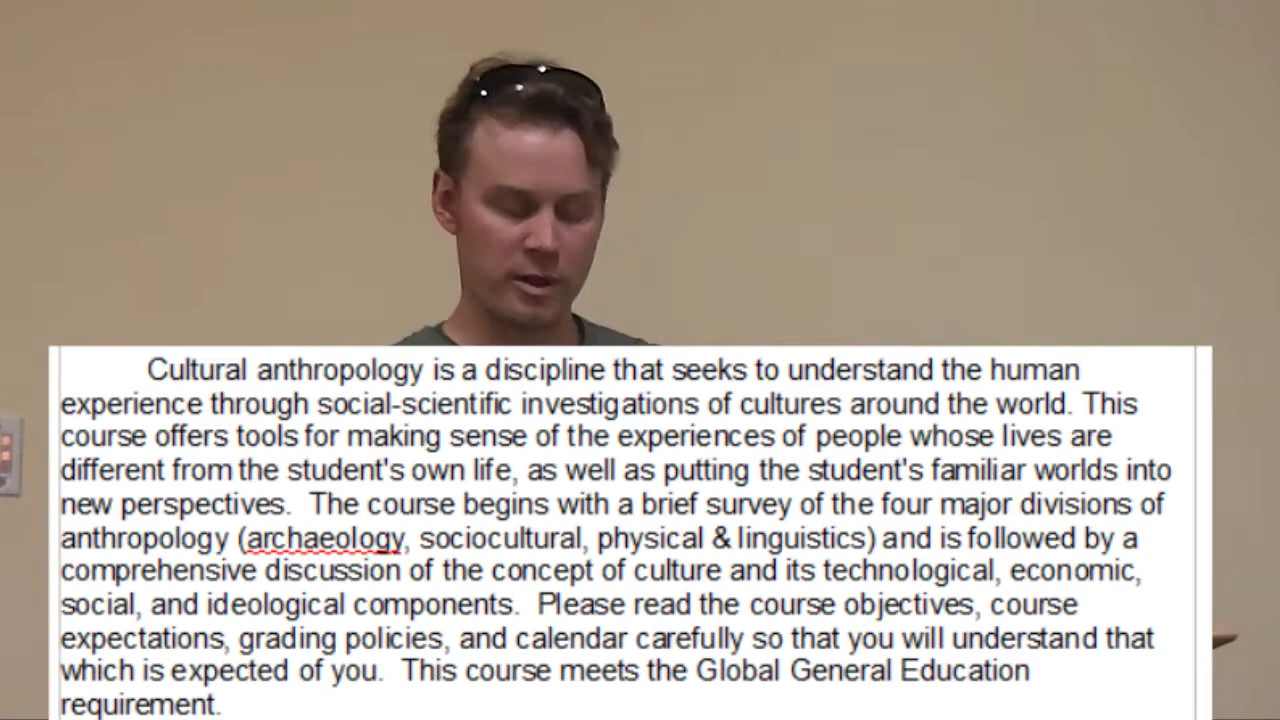 Cultural anthropology is a discipline that seeks to understand the human
experience through social-scientific investigations of cultures around the world. This
course offers tools for making sense of the experiences of people whose lives are
different from the student's own life, as well as putting the student's familiar worlds into
new perspectives.  The course begins with a brief survey of the four major divisions of
anthropology (archaeology, sociocultural, physical & linguistics) and is followed by a
comprehensive discussion of the concept of culture and its technological, economic,
social, and ideological components.  Please read the course objectives, course
expectations, grading policies, and calendar carefully so that you will understand that
which is expected of you.  This course meets the Global General Education
requirement.